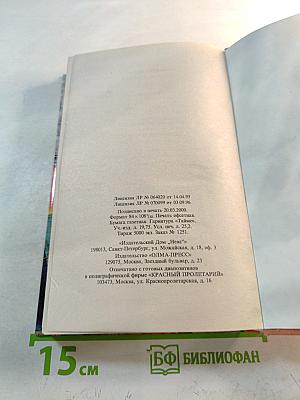 Лицензия ЛР № 064020 от 14.04.95
Лицензия ЛР № 070099 от 03.09.96
Подписано в печать 20.03.2000.
Формат 84 × 108¹/₃₂. Печать офсетная.
Бумага газетная. Гарнитура «Таймс».
Уч.-изд. л. 19,75. Усл. печ. л. 25,2.
Тираж 5000 экз. Заказ № 1251.
«Издательский Дом „Нева“»
198013, Санкт-Петербург, ул. Можайская, д. 18, оф. 3
Издательство «ОЛМА-ПРЕСС»
129075, Москва, Звездный бульвар, д. 23
Отпечатано с готовых диапозитивов
в полиграфической фирме «КРАСНЫЙ ПРОЛЕТАРИЙ»
103473, Москва, ул. Краснопролетарская, д. 16
15 см
БФ БИБЛИОФАН